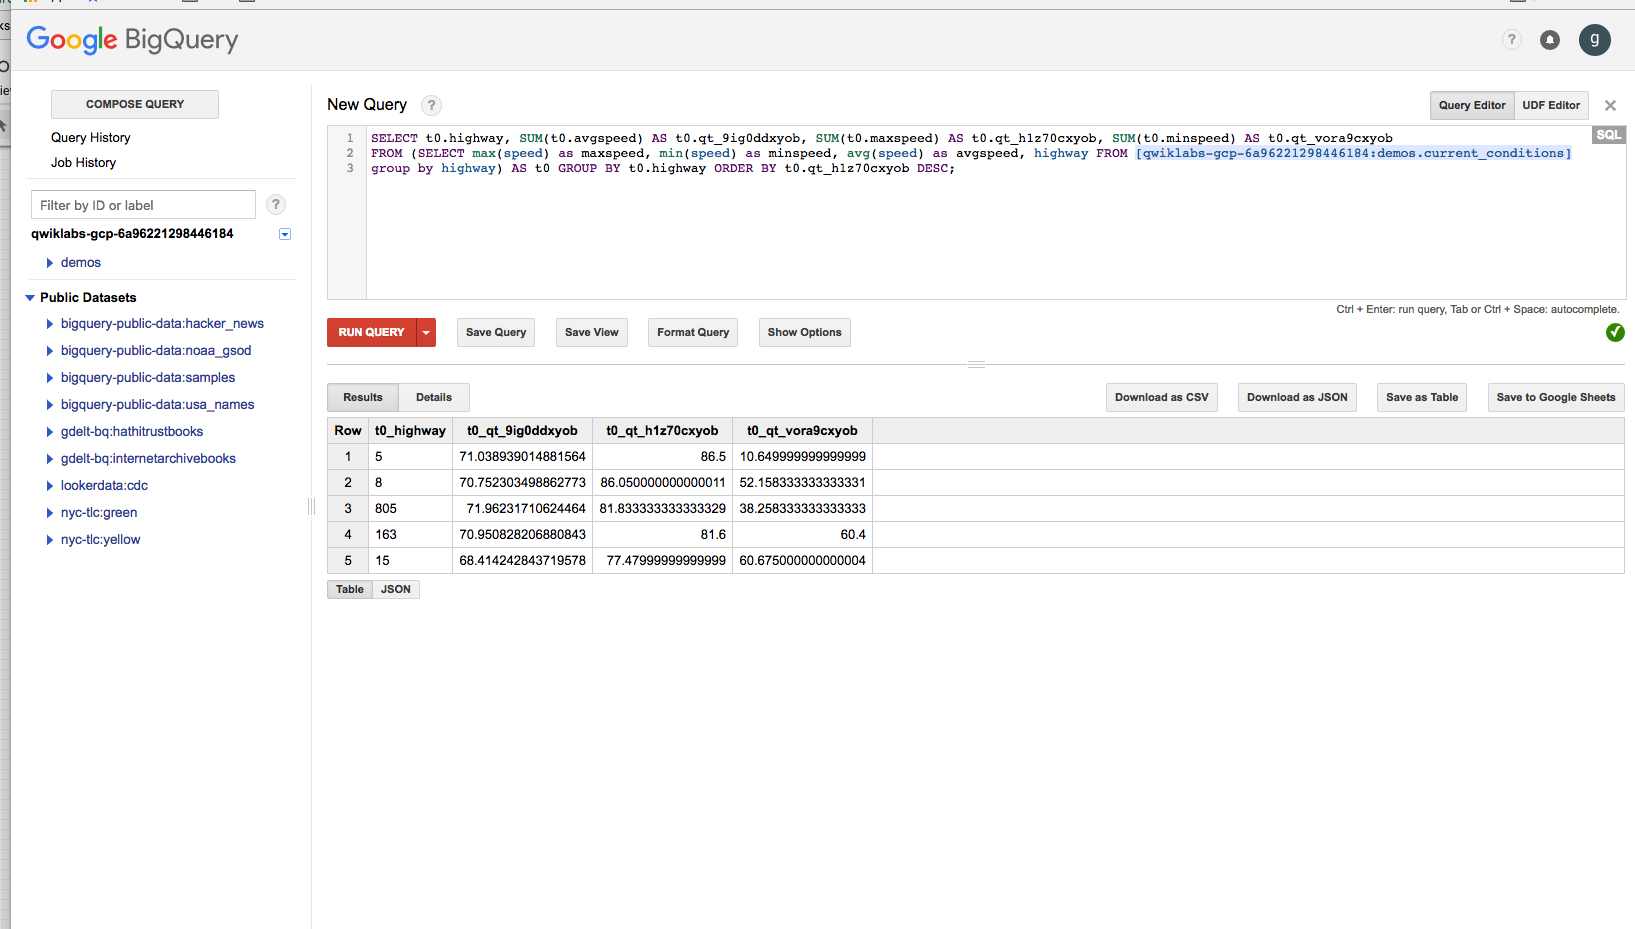 Google BigQuery
?
g
COMPOSE QUERY
Query History
Job History
Filter by ID or label
?
qwiklabs-gcp-6a96221298446184
demos
Public Datasets
bigquery-public-data:hacker_news
bigquery-public-data:noaa_gsod
bigquery-public-data:samples
bigquery-public-data:usa_names
gdelt-bq:hathitrustbooks
gdelt-bq:internetarchivebooks
lookerdata:cdc
nyc-tlc:green
nyc-tlc:yellow
New Query ?
Query Editor UDF Editor
SQL
1 SELECT t0.highway, SUM(t0.avgspeed) AS t0.qt_9ig0ddxyob, SUM(t0.maxspeed) AS t0.qt_h1z70cxyob, SUM(t0.minspeed) AS t0.qt_vora9cxyob
2 FROM (SELECT max(speed) as maxspeed, min(speed) as minspeed, avg(speed) as avgspeed, highway FROM [qwiklabs-gcp-6a96221298446184:demos.current_conditions]
3 group by highway) AS t0 GROUP BY t0.highway ORDER BY t0.qt_h1z70cxyob DESC;
Ctrl + Enter: run query, Tab or Ctrl + Space: autocomplete.
RUN QUERY Save Query Save View Format Query Show Options
Results Details Download as CSV Download as JSON Save as Table Save to Google Sheets
Row t0_highway t0_qt_9ig0ddxyob t0_qt_h1z70cxyob t0_qt_vora9cxyob
1 5 71.038939014881564 86.5 10.649999999999999
2 8 70.752303498862773 86.050000000000011 52.158333333333331
3 805 71.96231710624464 81.833333333333329 38.258333333333333
4 163 70.950828206880843 81.6 60.4
5 15 68.414242843719578 77.47999999999999 60.675000000000004
Table JSON